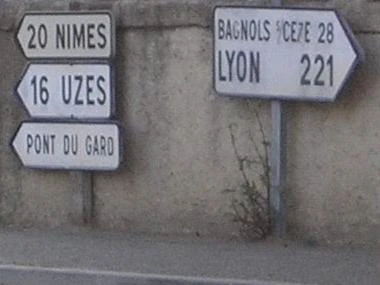 20 NIMES
16 UZES
PONT DU GARD
BAGNOLS S/CEZE 28
LYON 221